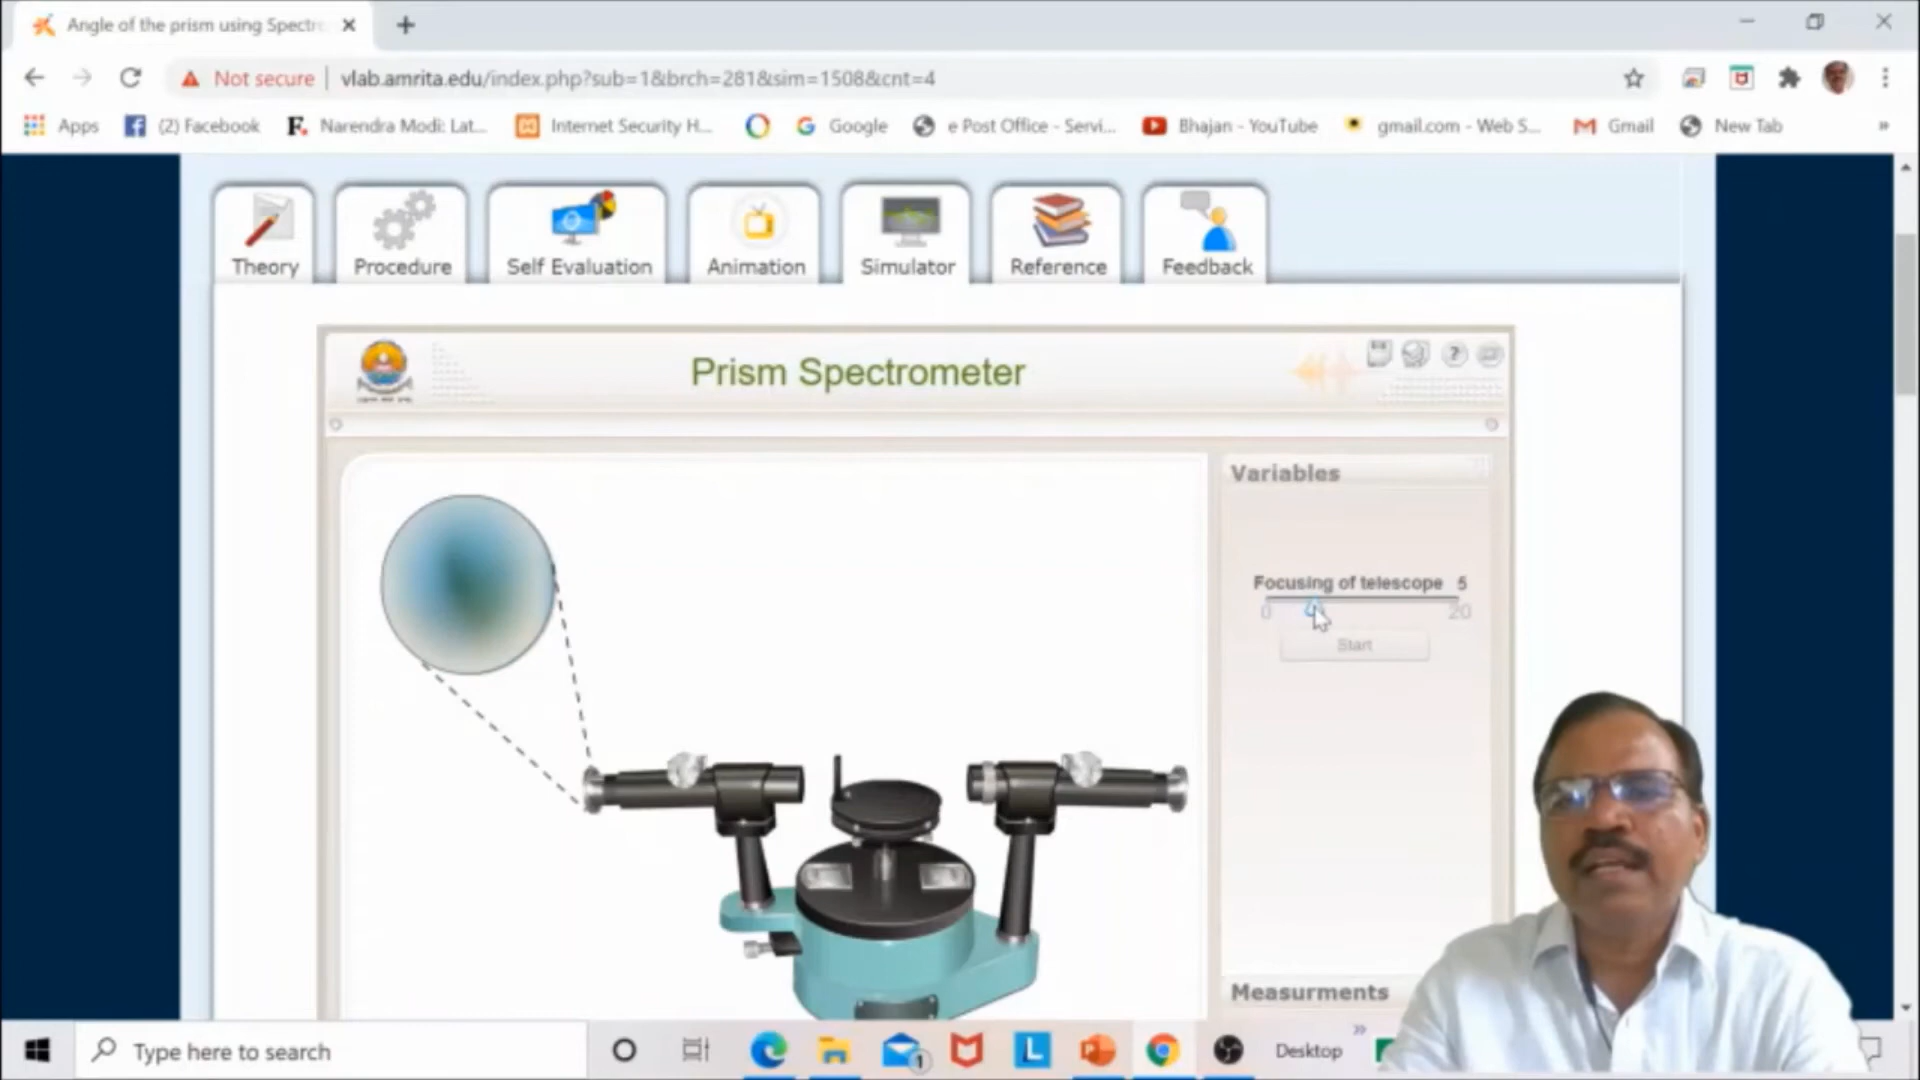 Angle of the prism using Spectr
Not secure
vlab.amrita.edu/index.php?sub=1&brch=281&sim=1508&cnt=4
Apps
(2) Facebook
Narendra Modi: Lat...
Internet Security H...
Google
e Post Office - Servi...
Bhajan - YouTube
gmail.com - Web S...
Gmail
New Tab
»
Theory
Procedure
Self Evaluation
Animation
Simulator
Reference
Feedback
Prism Spectrometer
?
Variables
Focusing of telescope 5
0
20
Start
Measurments
Type here to search
1
L
Desktop
»